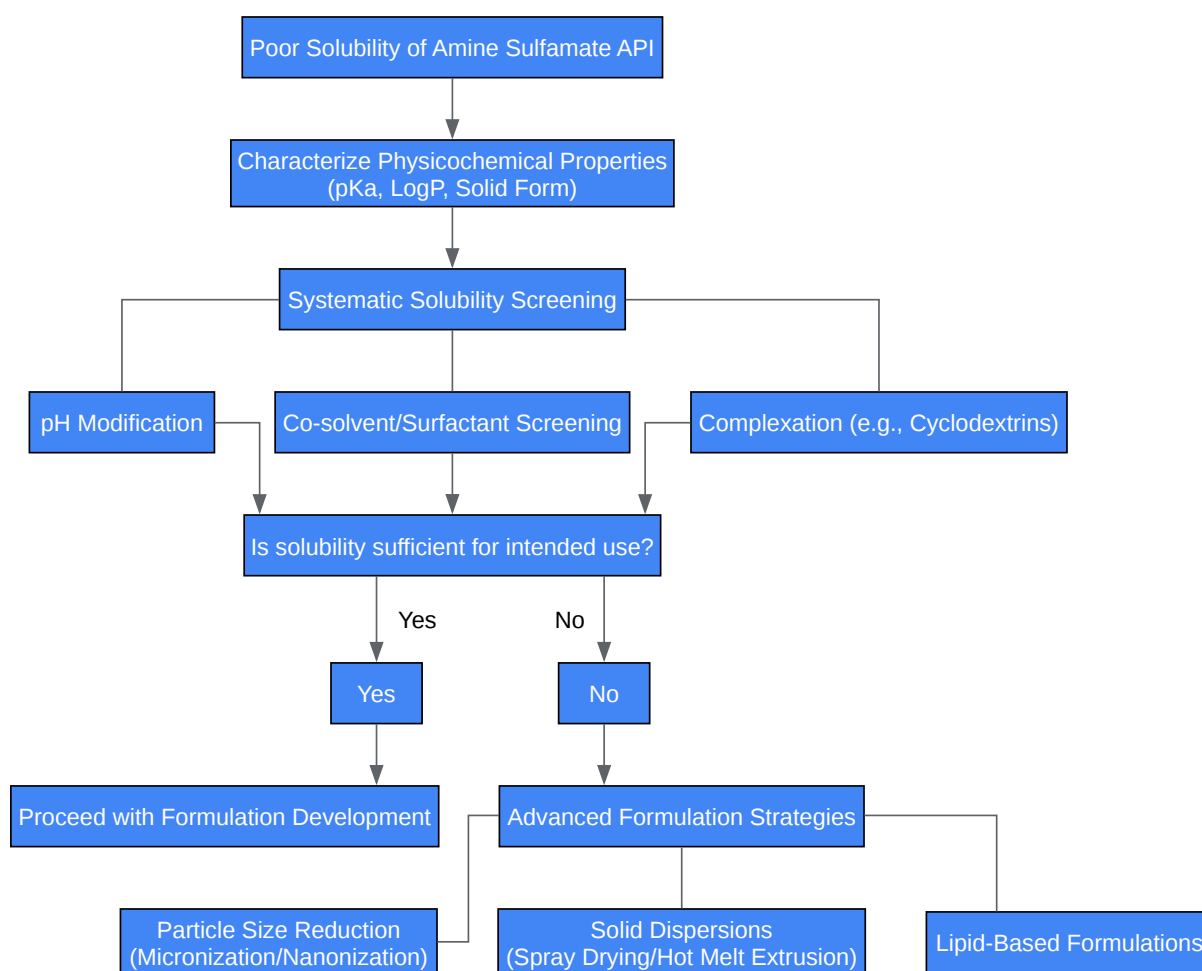 Poor Solubility of Amine Sulfamate API
Characterize Physicochemical Properties
(pKa, LogP, Solid Form)
Systematic Solubility Screening
pH Modification
Co-solvent/Surfactant Screening
Complexation (e.g., Cyclodextrins)
Is solubility sufficient for intended use?
Yes
No
Yes
No
Proceed with Formulation Development
Advanced Formulation Strategies
Particle Size Reduction
(Micronization/Nanonization)
Solid Dispersions
(Spray Drying/Hot Melt Extrusion)
Lipid-Based Formulations